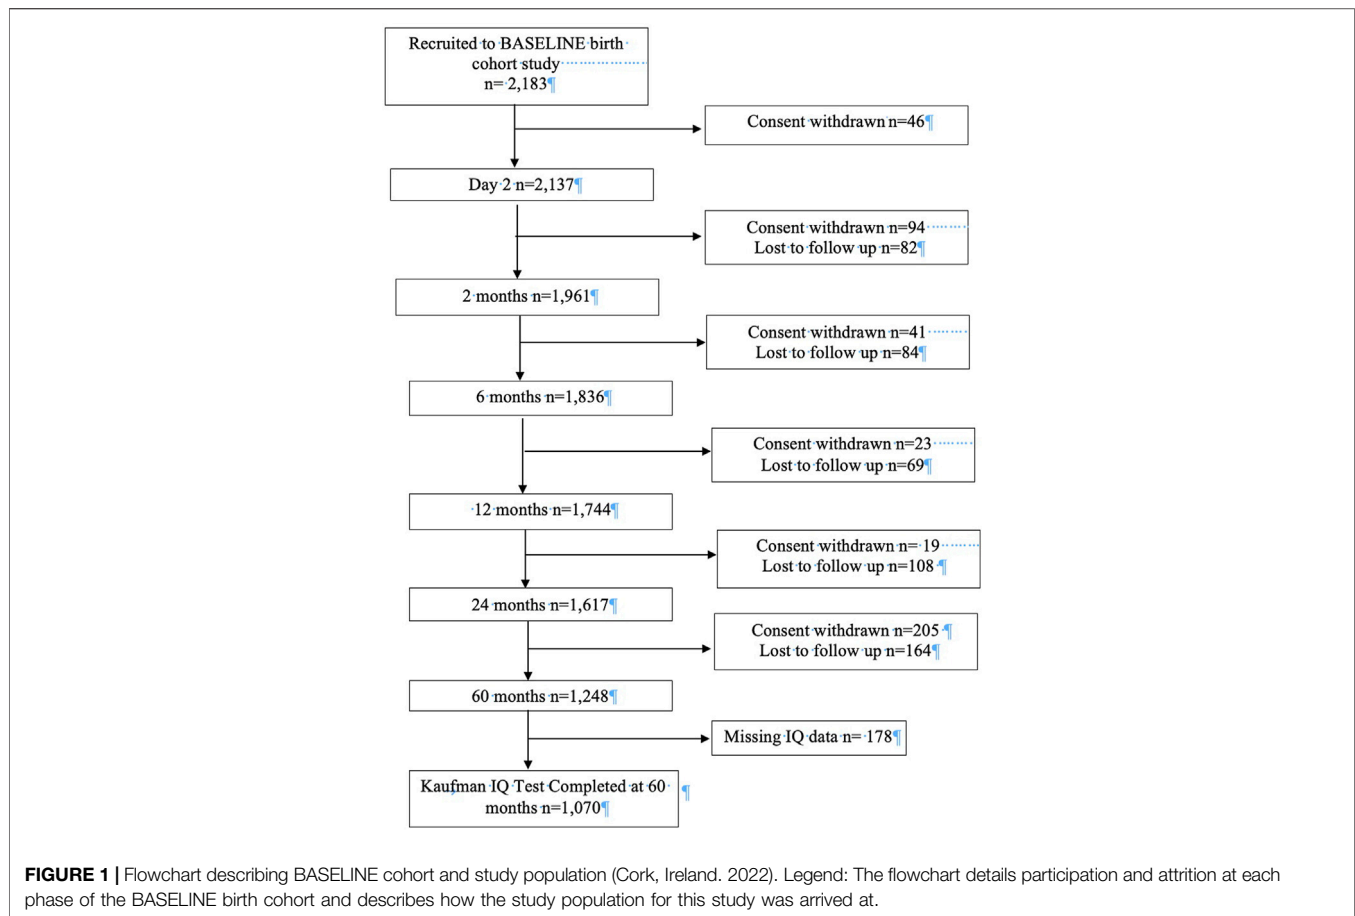 Recruited to BASELINE birth
cohort study
n= 2,183¶
Consent withdrawn n=46¶
Day 2 n=2,137¶
Consent withdrawn n=94
Lost to follow up n=82¶
2 months n=1,961¶
Consent withdrawn n=41
Lost to follow up n=84¶
6 months n=1,836¶
Consent withdrawn n=23
Lost to follow up n=69¶
12 months n=1,744¶
Consent withdrawn n= 19
Lost to follow up n=108 ¶
24 months n=1,617¶
Consent withdrawn n=205 ¶
Lost to follow up n=164¶
60 months n=1,248¶
Missing IQ data n= 178¶
Kaufman IQ Test Completed at 60 ¶
months n=1,070¶
FIGURE 1 | Flowchart describing BASELINE cohort and study population (Cork, Ireland. 2022). Legend: The flowchart details participation and attrition at each
phase of the BASELINE birth cohort and describes how the study population for this study was arrived at.